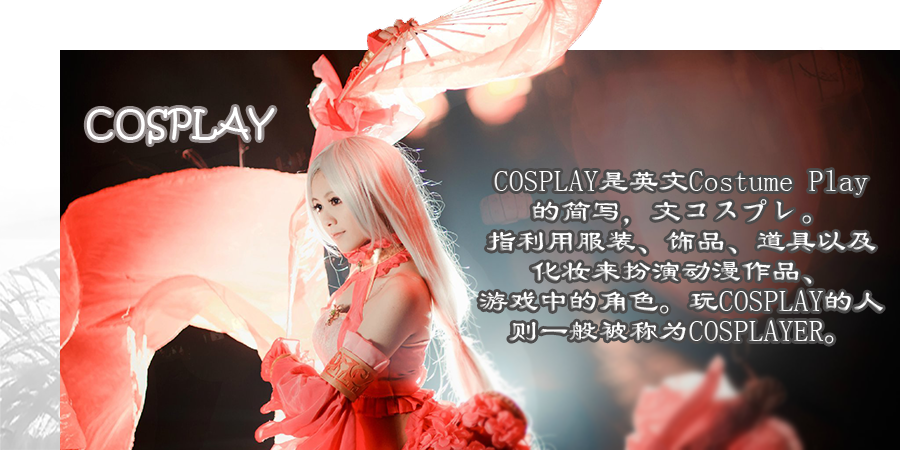 COSPLAY
COSPLAY是英文Costume Play
的简写，文コスプレ。
指利用服装、饰品、道具以及
化妆来扮演动漫作品、
游戏中的角色。玩COSPLAY的人
则一般被称为COSPLAYER。